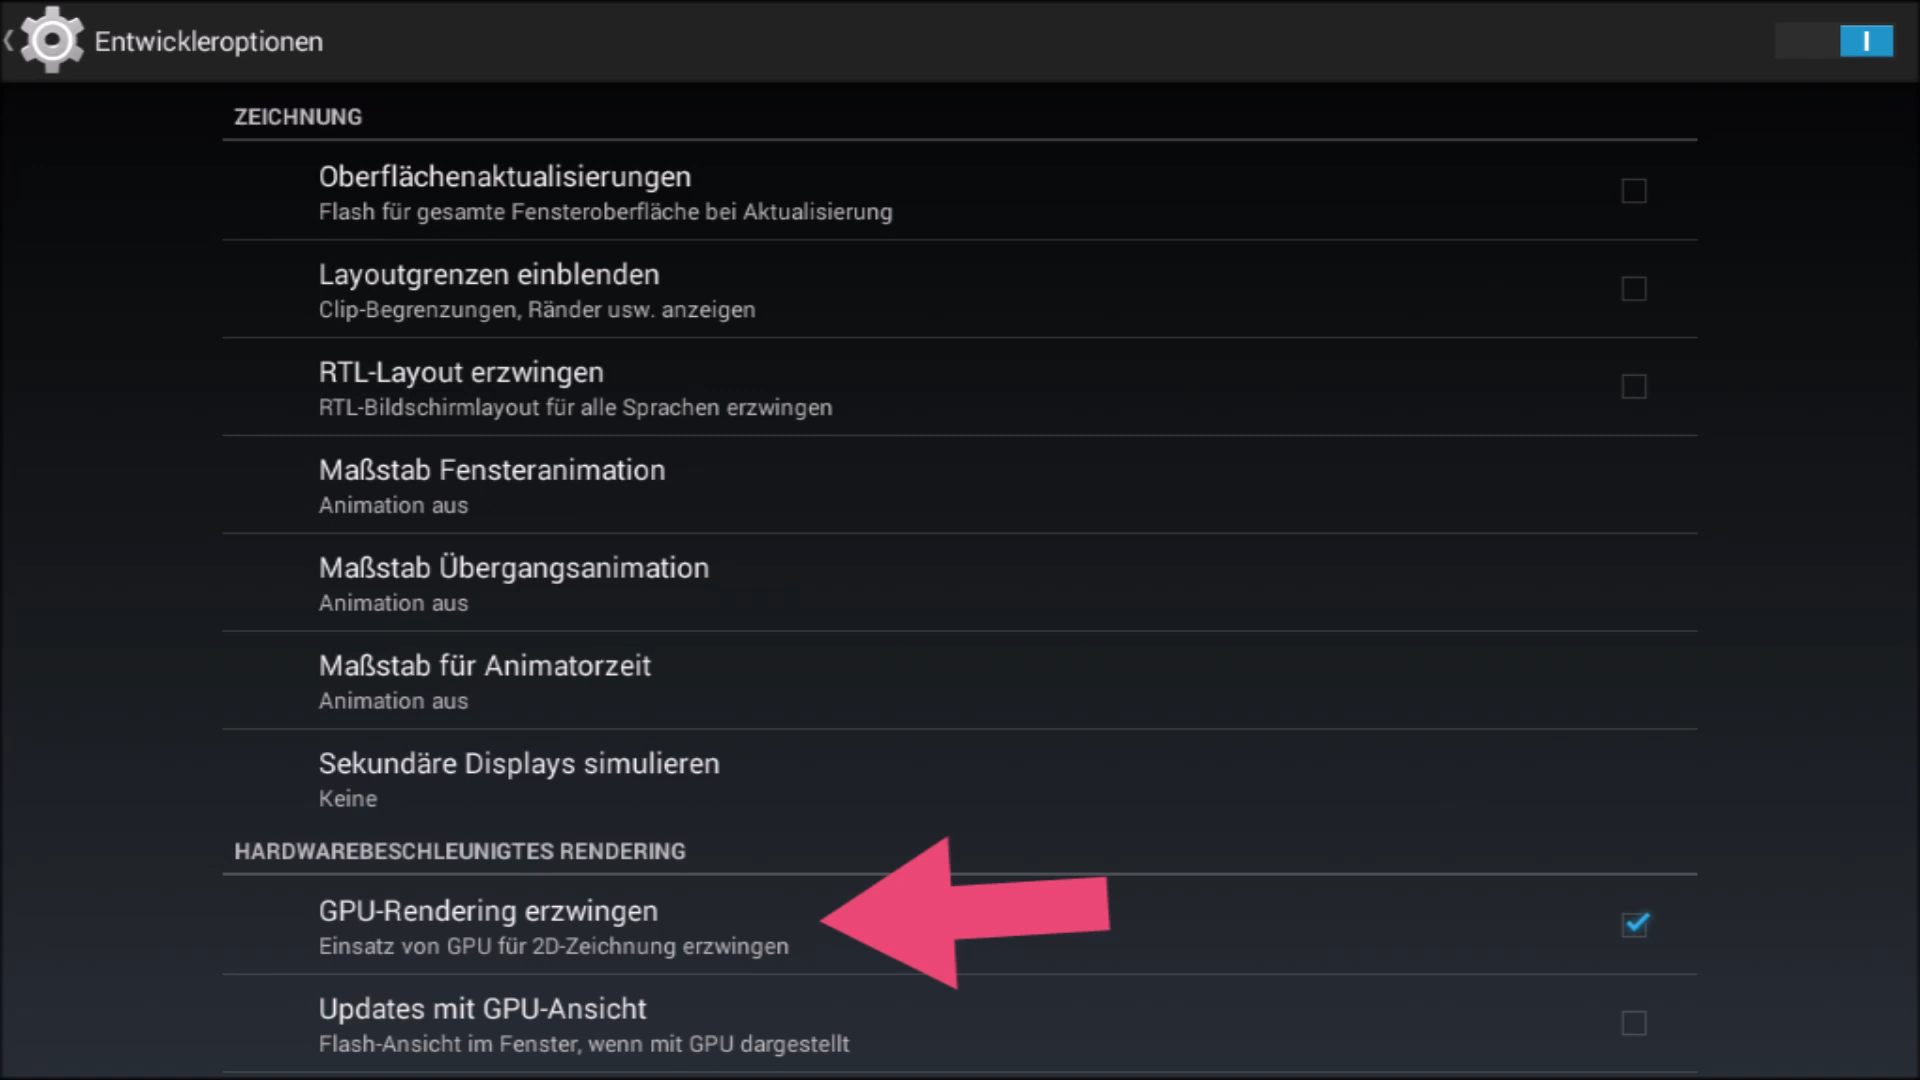 Entwickleroptionen
ZEICHNUNG
Oberflächenaktualisierungen
Flash für gesamte Fensteroberfläche bei Aktualisierung
Layoutgrenzen einblenden
Clip-Begrenzungen, Ränder usw. anzeigen
RTL-Layout erzwingen
RTL-Bildschirmlayout für alle Sprachen erzwingen
Maßstab Fensteranimation
Animation aus
Maßstab Übergangsanimation
Animation aus
Maßstab für Animatorzeit
Animation aus
Sekundäre Displays simulieren
Keine
HARDWAREBESCHLEUNIGTES RENDERING
GPU-Rendering erzwingen
Einsatz von GPU für 2D-Zeichnung erzwingen
Updates mit GPU-Ansicht
Flash-Ansicht im Fenster, wenn mit GPU dargestellt